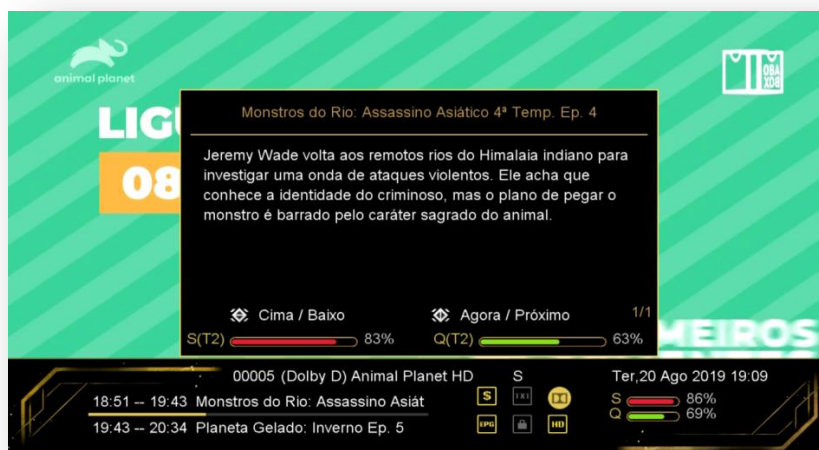 animal planet
OBA
BOX
LIGU
08
Monstros do Rio: Assassino Asiático 4ª Temp. Ep. 4
Jeremy Wade volta aos remotos rios do Himalaia indiano para
investigar uma onda de ataques violentos. Ele acha que
conhece a identidade do criminoso, mas o plano de pegar o
monstro é barrado pelo caráter sagrado do animal.
Cima / Baixo Agora / Próximo 1/1
S(T2) 83% Q(T2) 63%
MEIROS
00005 (Dolby D) Animal Planet HD S Ter,20 Ago 2019 19:09
18:51 -- 19:43 Monstros do Rio: Assassino Asiát S S 86%
Q 69%
19:43 -- 20:34 Planeta Gelado: Inverno Ep. 5 EPG HD